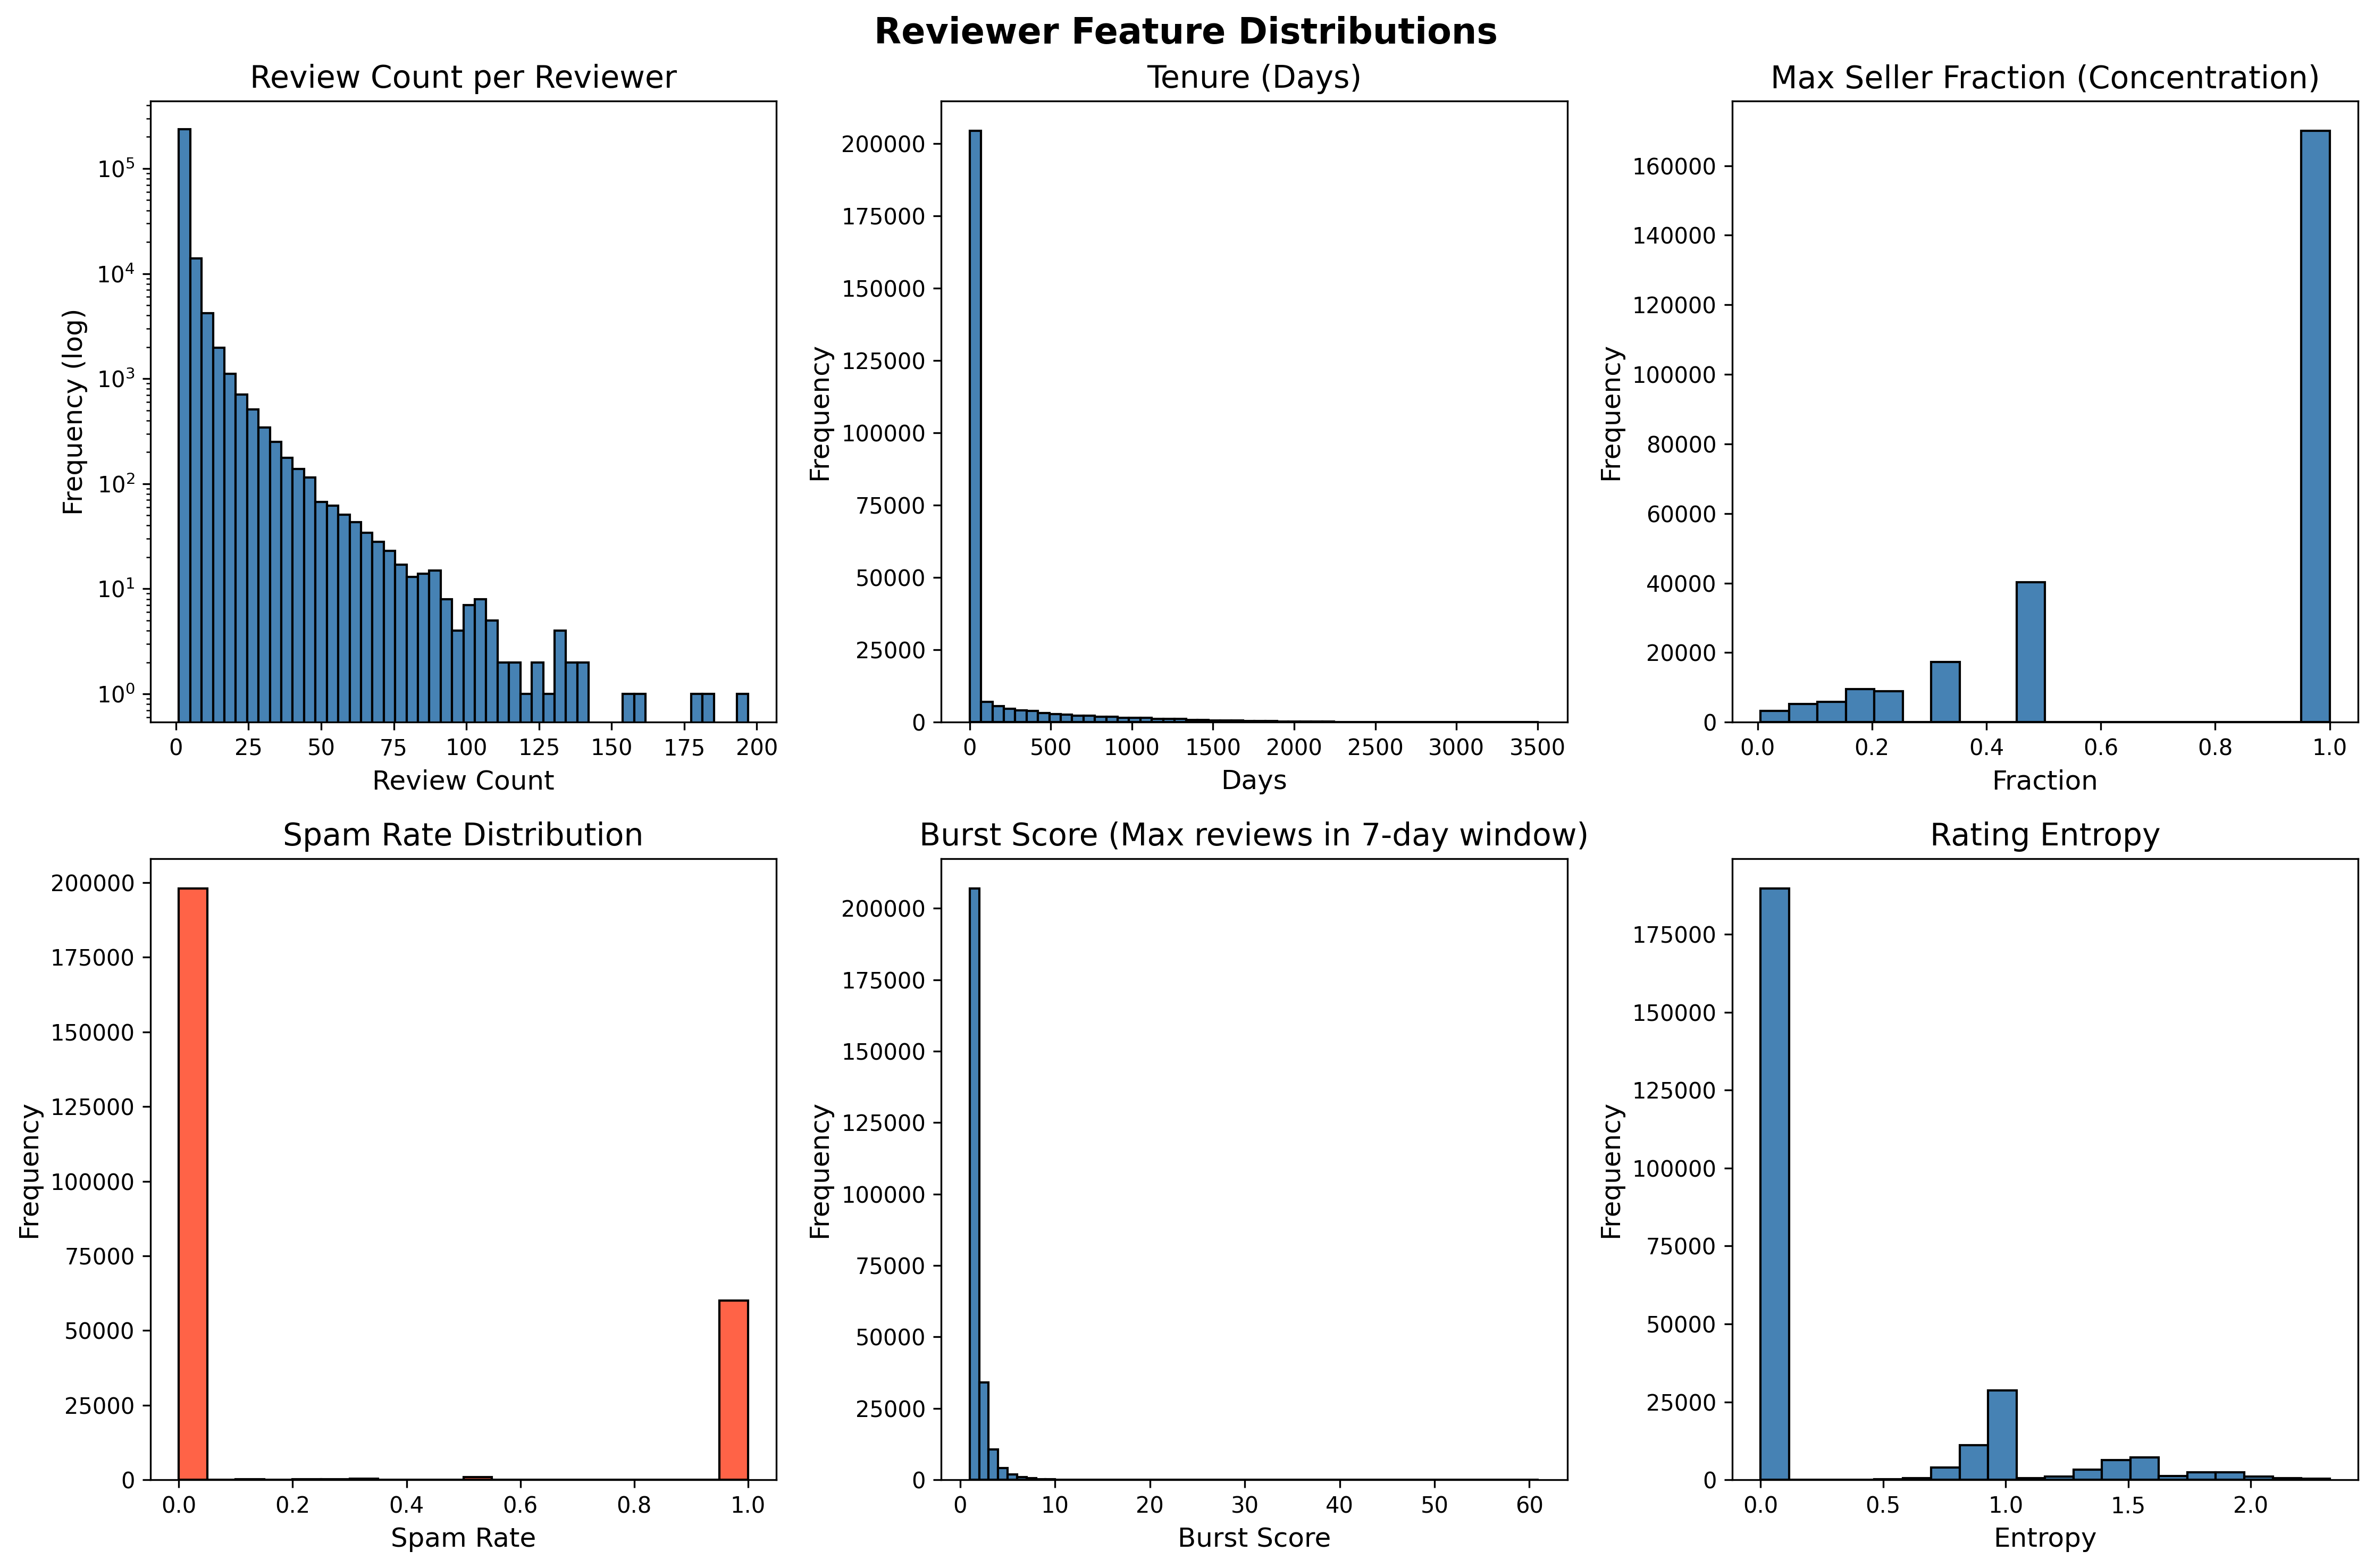 Reviewer Feature Distributions
Review Count per Reviewer
Frequency (log)
10^5
10^4
10^3
10^2
10^1
10^0
0 25 50 75 100 125 150 175 200
Review Count
Tenure (Days)
Frequency
200000
175000
150000
125000
100000
75000
50000
25000
0
0 500 1000 1500 2000 2500 3000 3500
Days
Max Seller Fraction (Concentration)
Frequency
160000
140000
120000
100000
80000
60000
40000
20000
0
0.0 0.2 0.4 0.6 0.8 1.0
Fraction
Spam Rate Distribution
Frequency
200000
175000
150000
125000
100000
75000
50000
25000
0
0.0 0.2 0.4 0.6 0.8 1.0
Spam Rate
Burst Score (Max reviews in 7-day window)
Frequency
200000
175000
150000
125000
100000
75000
50000
25000
0
0 10 20 30 40 50 60
Burst Score
Rating Entropy
Frequency
175000
150000
125000
100000
75000
50000
25000
0
0.0 0.5 1.0 1.5 2.0
Entropy